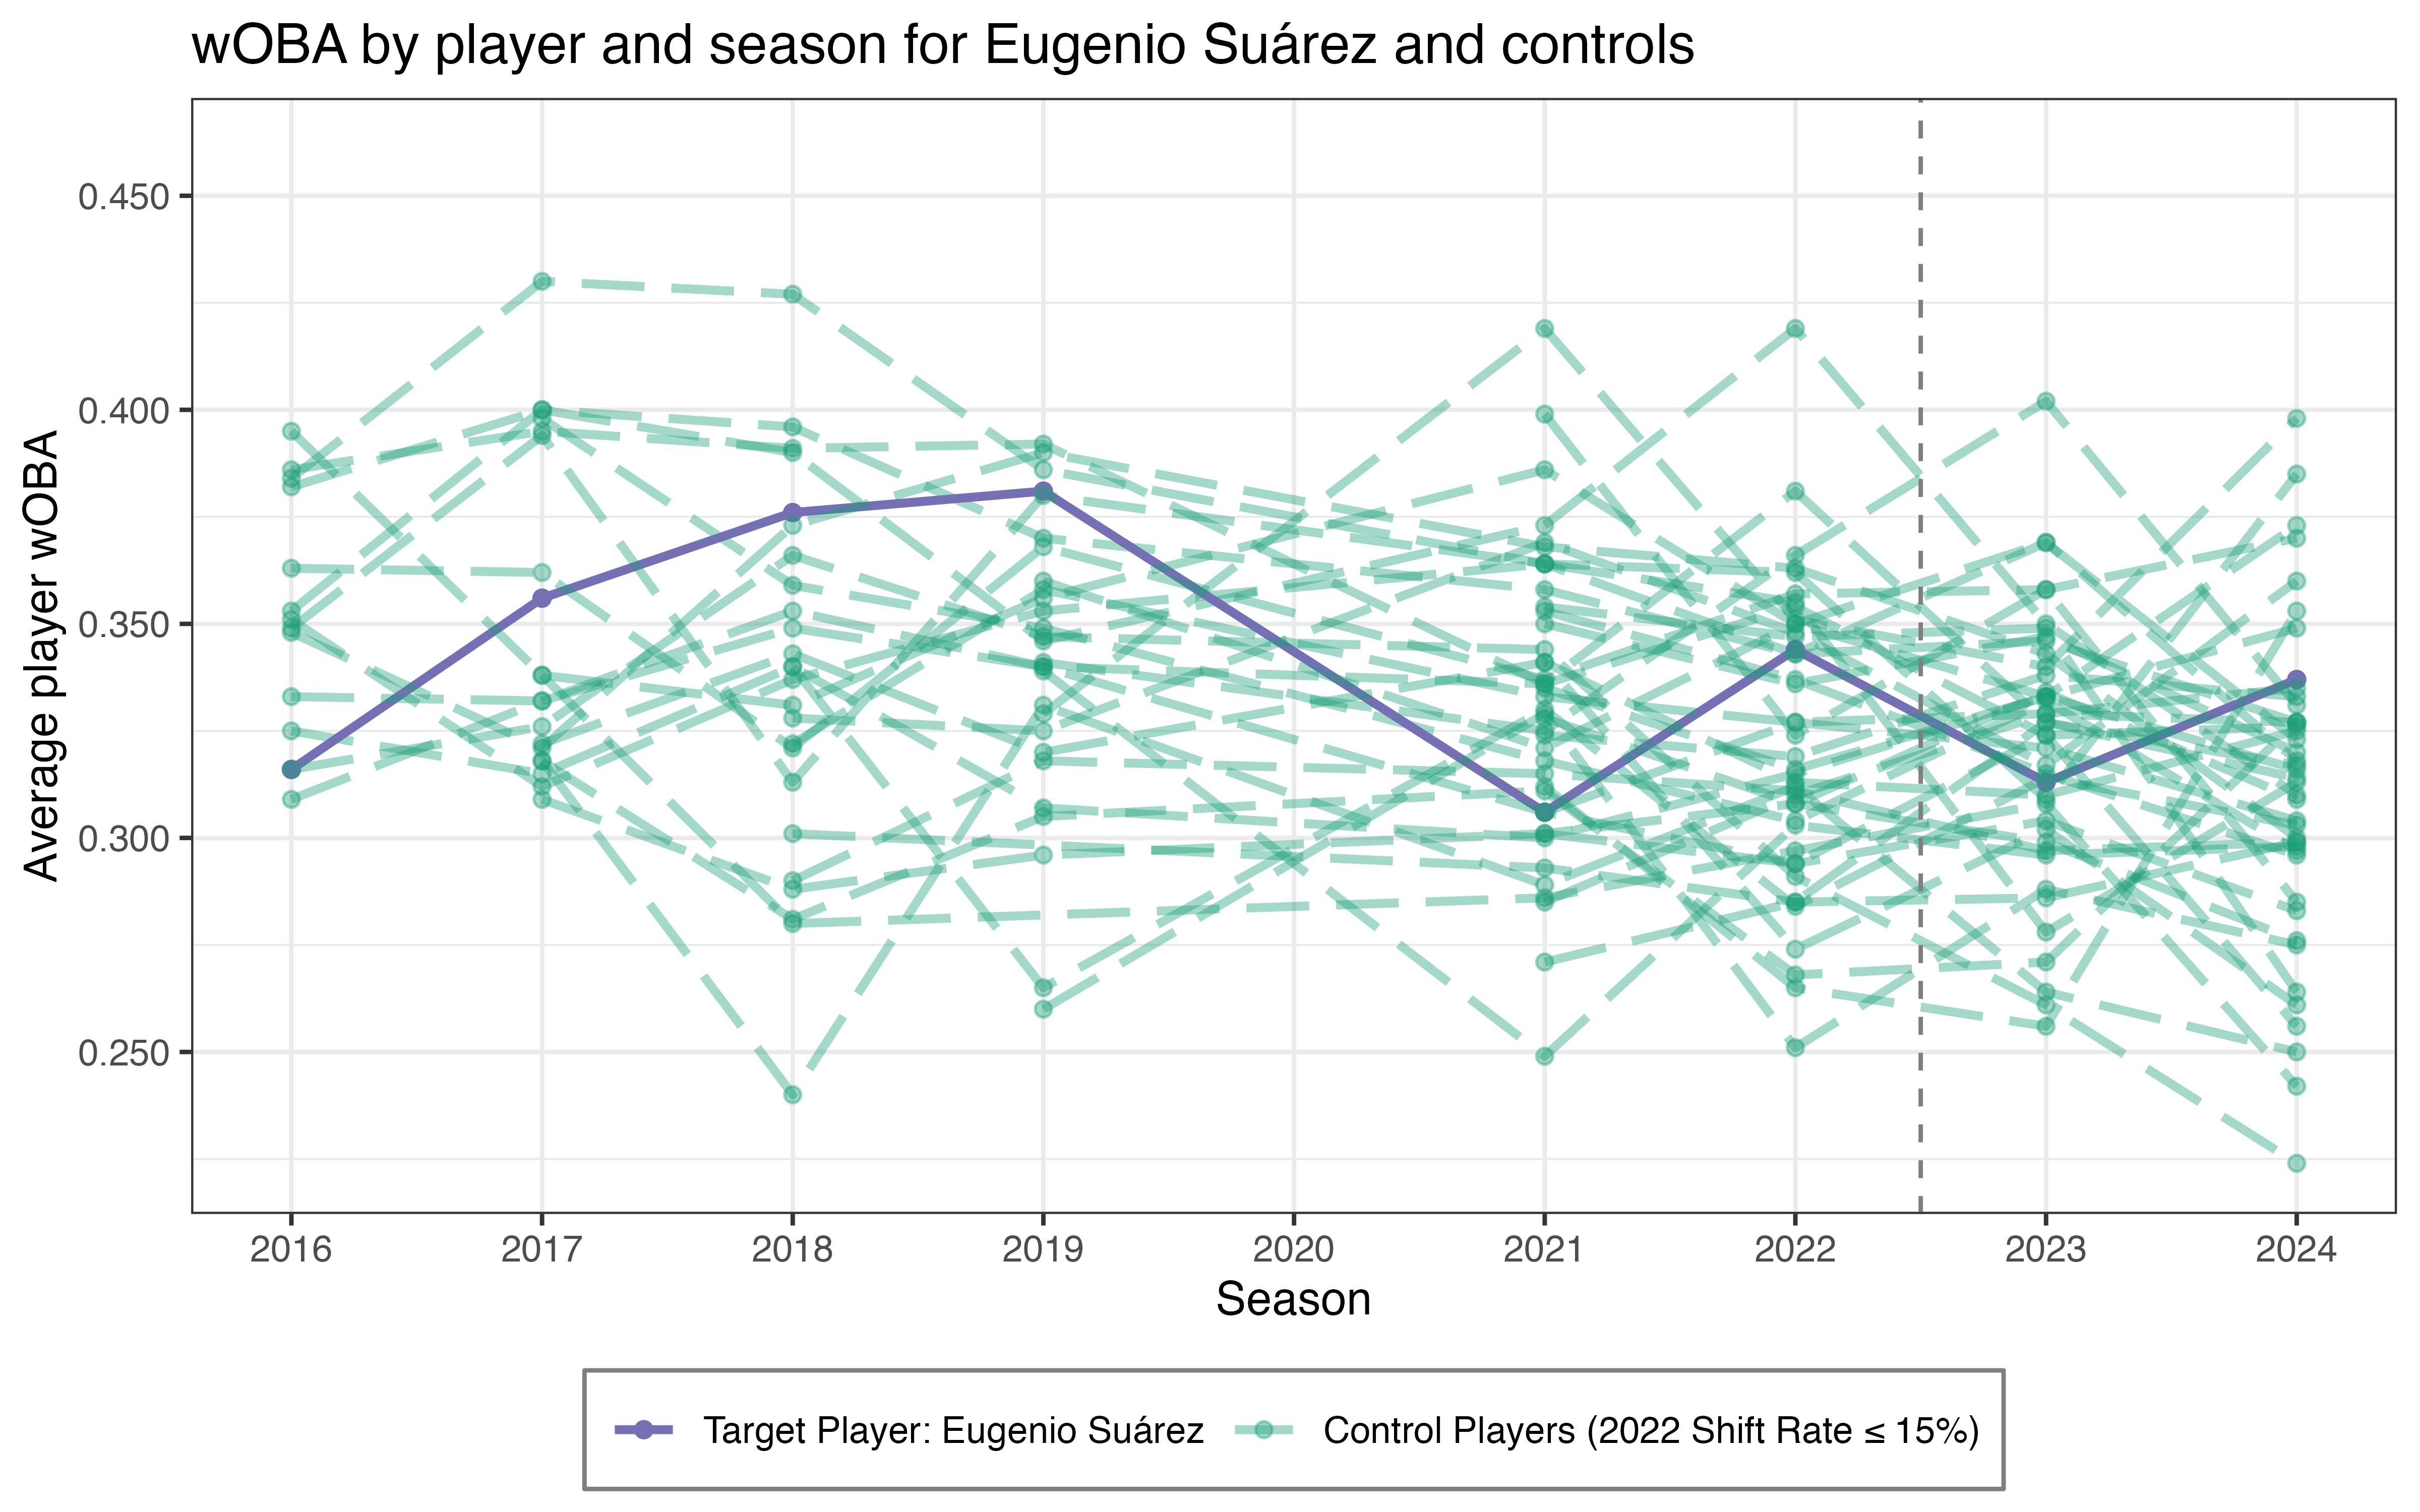 wOBA by player and season for Eugenio Suárez and controls
Average player wOBA
0.450
0.400
0.350
0.300
0.250
2016 2017 2018 2019 2020 2021 2022 2023 2024
Season
Target Player: Eugenio Suárez Control Players (2022 Shift Rate ≤ 15%)